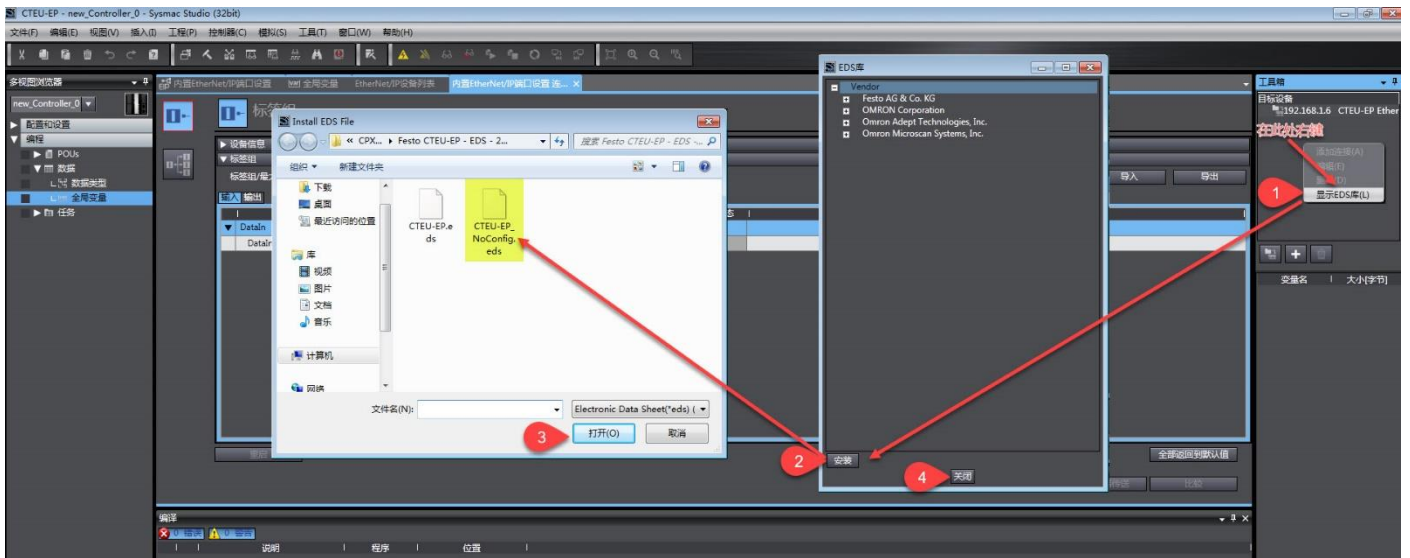 CTEU-EP - new_Controller_0 - Sysmac Studio (32bit)
文件(F) 编辑(E) 视图(V) 插入(I) 工程(P) 控制器(C) 模拟(S) 工具(T) 窗口(W) 帮助(H)
多视图浏览器
new_Controller_0
配置和设置
编程
POUs
数据
数据类型
全局变量
任务
内置EtherNet/IP端口设置 全局变量 EtherNet/IP设备列表 内置EtherNet/IP端口设置 连...
设备信息
标签组
输入 输出
DataIn
Install EDS File
« CPX... ▸ Festo CTEU-EP - EDS - 2...
搜索 Festo CTEU-EP - EDS -...
组织 新建文件夹
下载
桌面
最近访问的位置
库
视频
图片
文档
音乐
计算机
网络
CTEU-EP.e
ds
CTEU-EP_
NoConfig.
eds
文件名(N):
Electronic Data Sheet(*eds) (
3
打开(O) 取消
EDS库
Vendor
Festo AG & Co. KG
OMRON Corporation
Omron Adept Technologies, Inc.
Omron Microscan Systems, Inc.
2
安装
4
关闭
导入 导出
全部返回到默认值
比较
工具箱
目标设备
192.168.1.6 CTEU-EP Ether
在此处右键
添加连接(A)
编辑(E)
1
显示EDS库(L)
变量名 大小[字节]
编译
0 错误 0 警告
说明 程序 位置